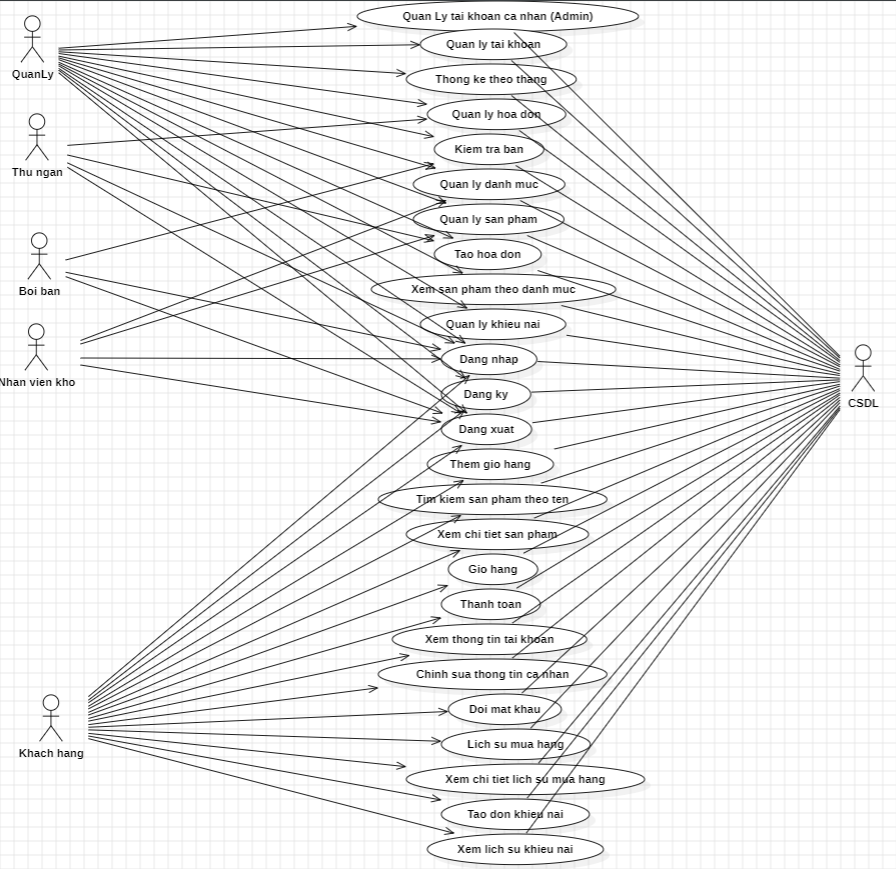 Quan Ly tai khoan ca nhan (Admin)
Quan ly tai khoan
QuanLy
Thong ke theo thang
Quan ly hoa don
Kiem tra ban
Thu ngan
Quan ly danh muc
Quan ly san pham
Tao hoa don
Boi ban
Xem san pham theo danh muc
Quan ly khieu nai
Dang nhap
Nhan vien kho
Dang ky
CSDL
Dang xuat
Them gio hang
Tim kiem san pham theo ten
Xem chi tiet san pham
Gio hang
Thanh toan
Xem thong tin tai khoan
Chinh sua thong tin ca nhan
Doi mat khau
Lich su mua hang
Khach hang
Xem chi tiet lich su mua hang
Tao don khieu nai
Xem lich su khieu nai